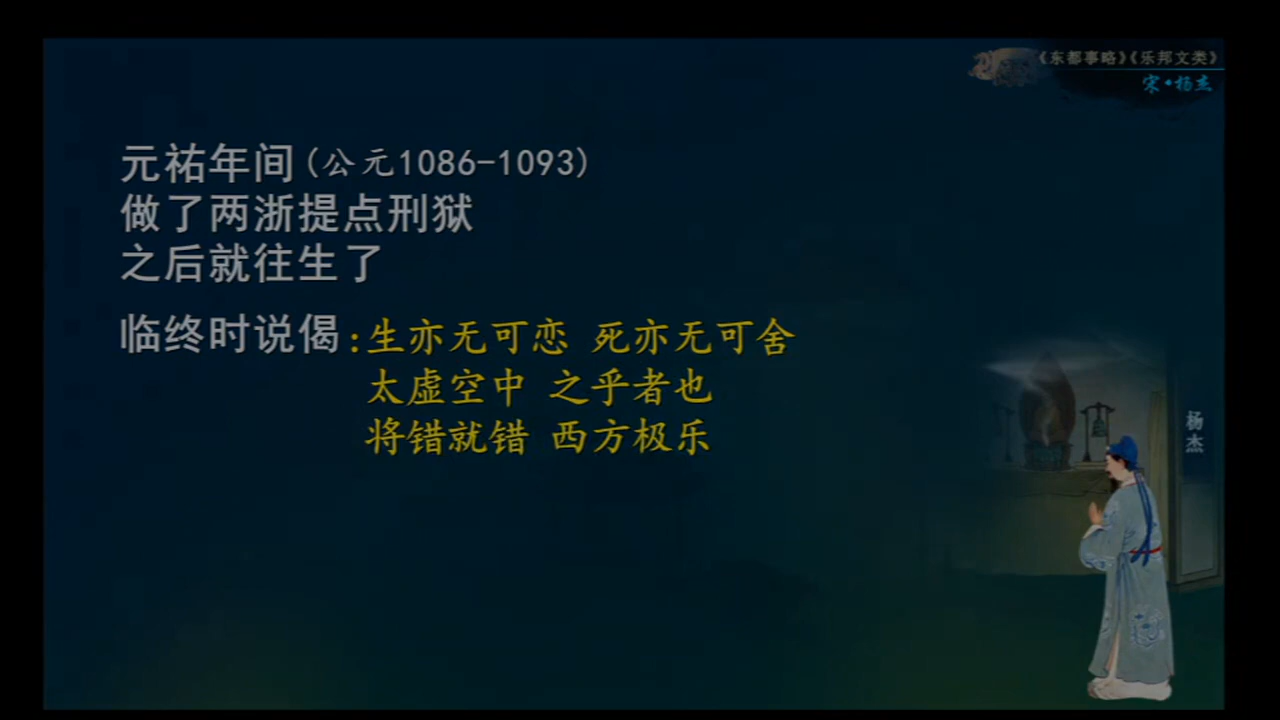 《东都事略》《乐邦文类》
宋·杨杰
元祐年间(公元1086-1093)
做了两浙提点刑狱
之后就往生了
临终时说偈:生亦无可恋 死亦无可舍
太虚空中 之乎者也
将错就错 西方极乐
杨杰